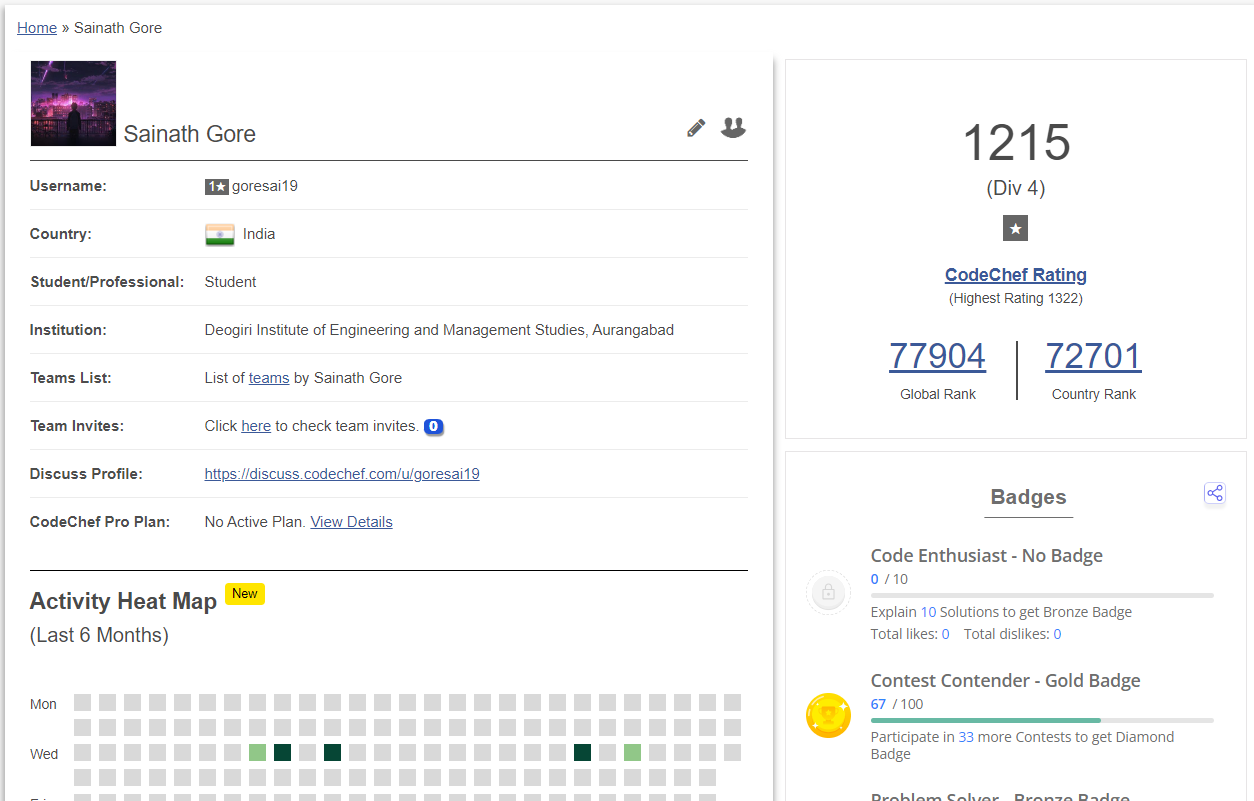 Home » Sainath Gore
Sainath Gore
Username: 1★ goresai19
Country: India
Student/Professional: Student
Institution: Deogiri Institute of Engineering and Management Studies, Aurangabad
Teams List: List of teams by Sainath Gore
Team Invites: Click here to check team invites. 0
Discuss Profile: https://discuss.codechef.com/u/goresai19
CodeChef Pro Plan: No Active Plan. View Details
Activity Heat Map New
(Last 6 Months)
Mon
Wed
1215
(Div 4)
★
CodeChef Rating
(Highest Rating 1322)
77904 72701
Global Rank Country Rank
Badges
Code Enthusiast - No Badge
0 / 10
Explain 10 Solutions to get Bronze Badge
Total likes: 0 Total dislikes: 0
Contest Contender - Gold Badge
67 / 100
Participate in 33 more Contests to get Diamond
Badge
Problem Solver - Bronze Badge